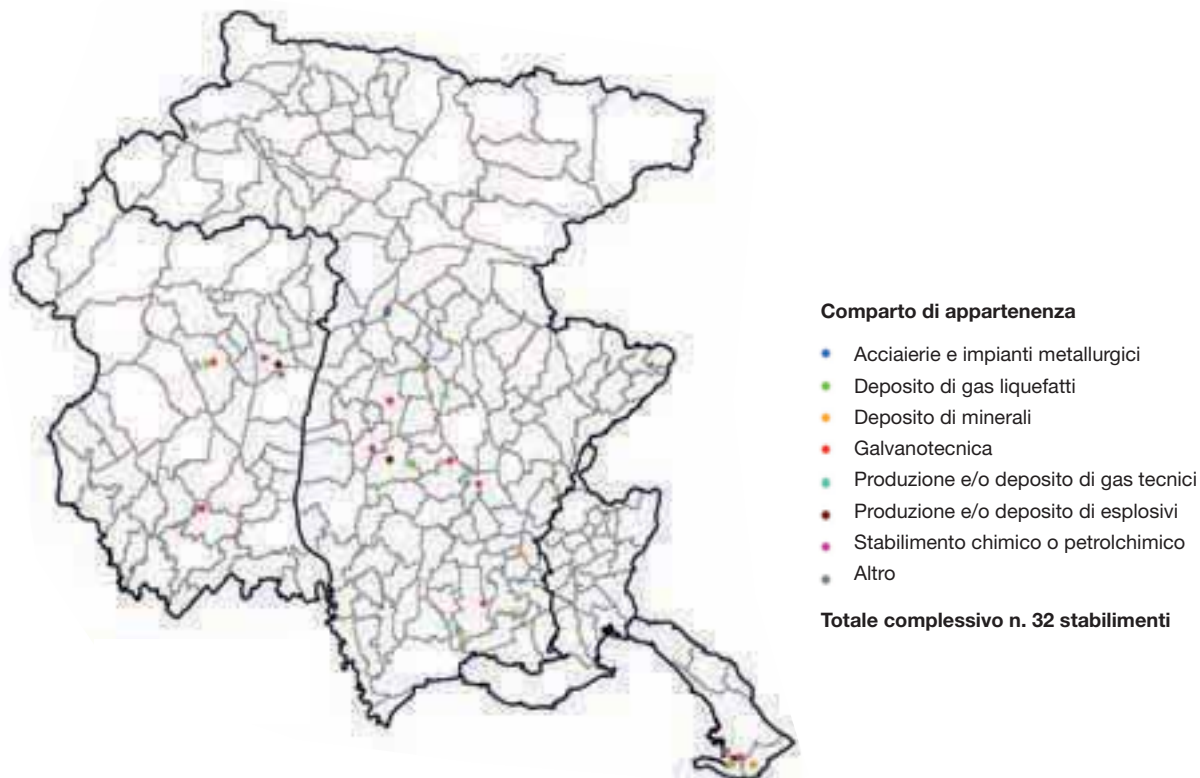 Comparto di appartenenza
Acciaierie e impianti metallurgici
Deposito di gas liquefatti
Deposito di minerali
Galvanotecnica
Produzione e/o deposito di gas tecnici
Produzione e/o deposito di esplosivi
Stabilimento chimico o petrolchimico
Altro
Totale complessivo n. 32 stabilimenti